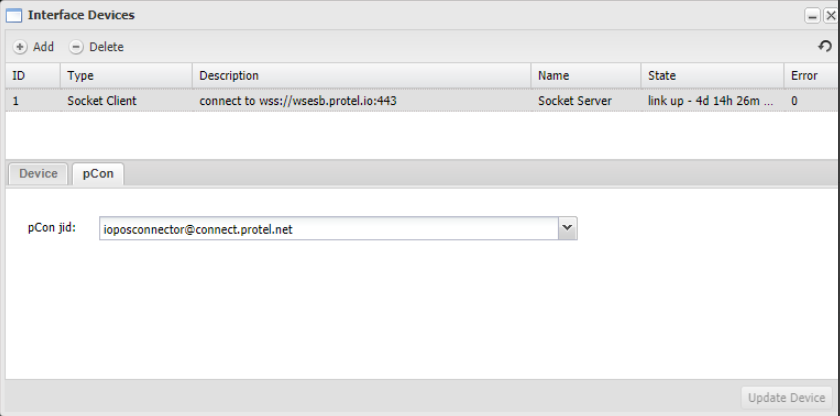 Interface Devices
Add Delete
ID Type Description Name State Error
1 Socket Client connect to wss://wsesb.protel.io:443 Socket Server link up - 4d 14h 26m ... 0
Device pCon
pCon jid: ioposconnector@connect.protel.net
Update Device